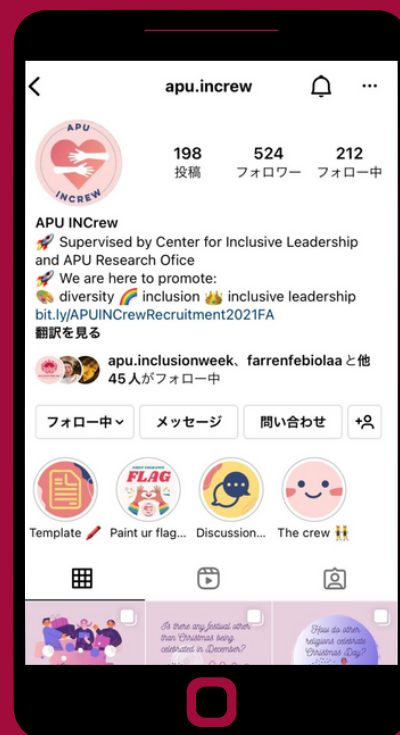 apu.increw
APU
INCREW
198
524
212
投稿
フォロワー
フォロー中
APU INCrew
🚀 Supervised by Center for Inclusive Leadership
and APU Research Ofice
🚀 We are here to promote:
🎨 diversity 🌈 inclusion 👑 inclusive leadership
bit.ly/APUINCrewRecruitment2021FA
翻訳を見る
apu.inclusionweek、farrenfebiolaaと他
45人がフォロー中
フォロー中
メッセージ
問い合わせ
FLAG
Template 🖍️
Paint ur flag...
Discussion...
The crew 👯
Is there any festival other
than Christmas being
celebrated in December?
How do other
religions celebrate
Christmas Day?